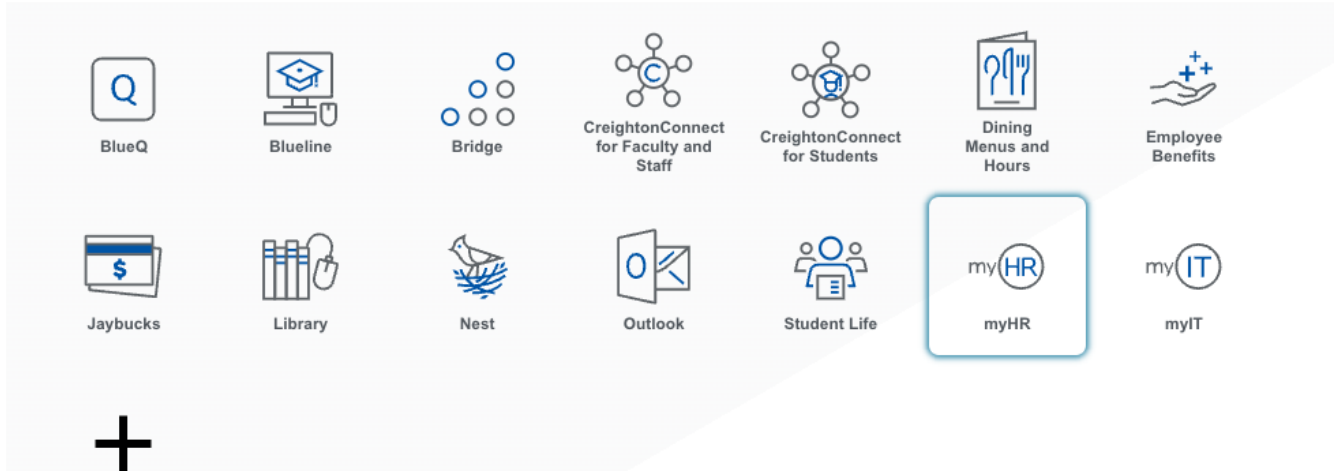 Q
C
BlueQ
Blueline
Bridge
CreightonConnect
for Faculty and
Staff
CreightonConnect
for Students
Dining
Menus and
Hours
Employee
Benefits
$
O
my HR
my IT
Jaybucks
Library
Nest
Outlook
Student Life
myHR
myIT